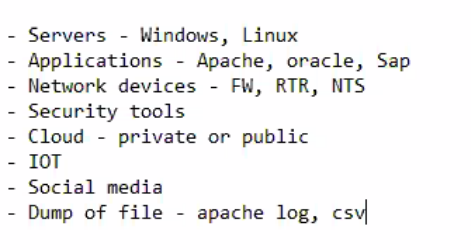 - Servers - Windows, Linux
- Applications - Apache, oracle, Sap
- Network devices - FW, RTR, NTS
- Security tools
- Cloud - private or public
- IOT
- Social media
- Dump of file - apache log, csv